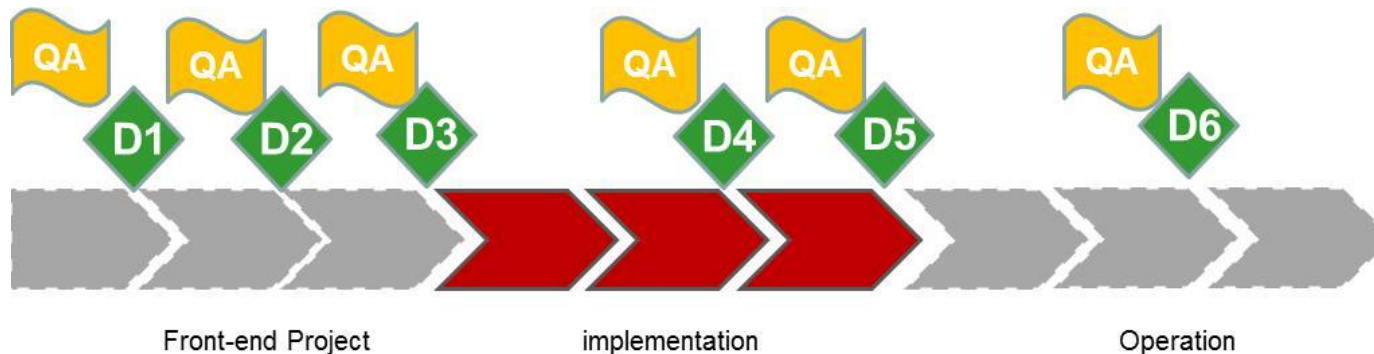 QA QA QA QA QA QA
D1 D2 D3 D4 D5 D6
Front-end Project implementation Operation